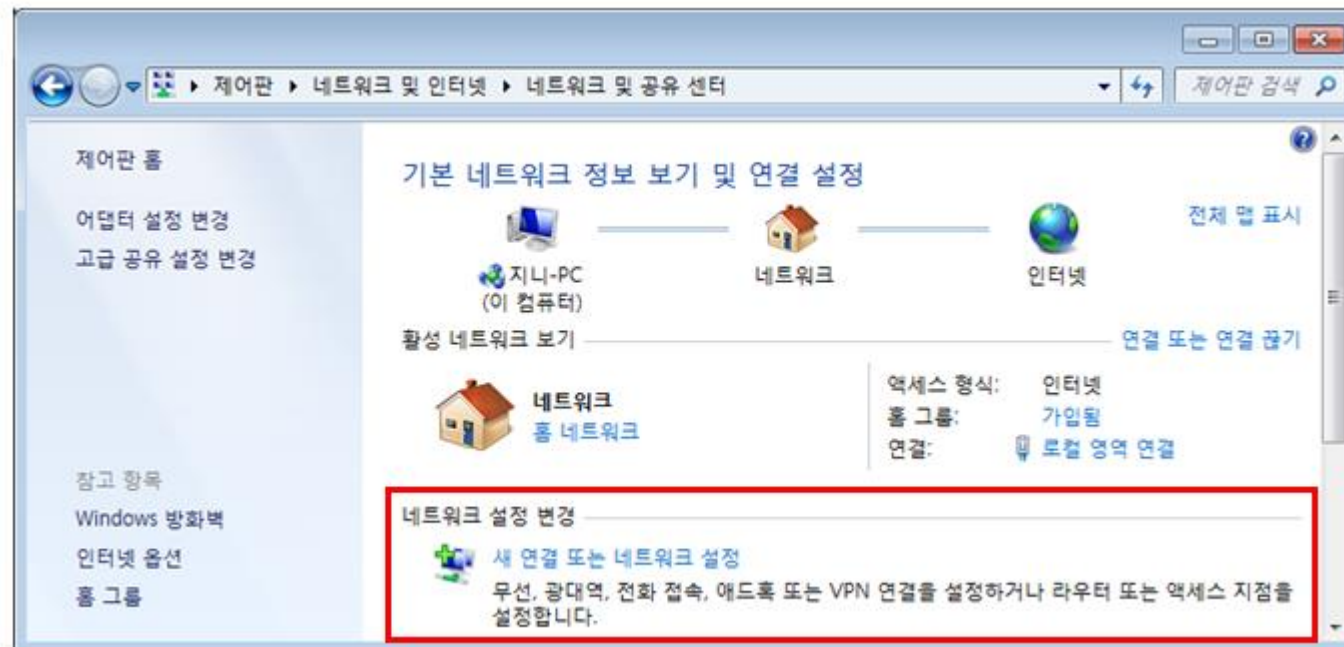 제어판 ▸ 네트워크 및 인터넷 ▸ 네트워크 및 공유 센터
제어판 검색
제어판 홈
어댑터 설정 변경
고급 공유 설정 변경
참고 항목
Windows 방화벽
인터넷 옵션
홈 그룹
기본 네트워크 정보 보기 및 연결 설정
전체 맵 표시
지니-PC
(이 컴퓨터)
네트워크
인터넷
활성 네트워크 보기
연결 또는 연결 끊기
네트워크
홈 네트워크
액세스 형식: 인터넷
홈 그룹: 가입됨
연결: 로컬 영역 연결
네트워크 설정 변경
새 연결 또는 네트워크 설정
무선, 광대역, 전화 접속, 애드혹 또는 VPN 연결을 설정하거나 라우터 또는 액세스 지점을
설정합니다.